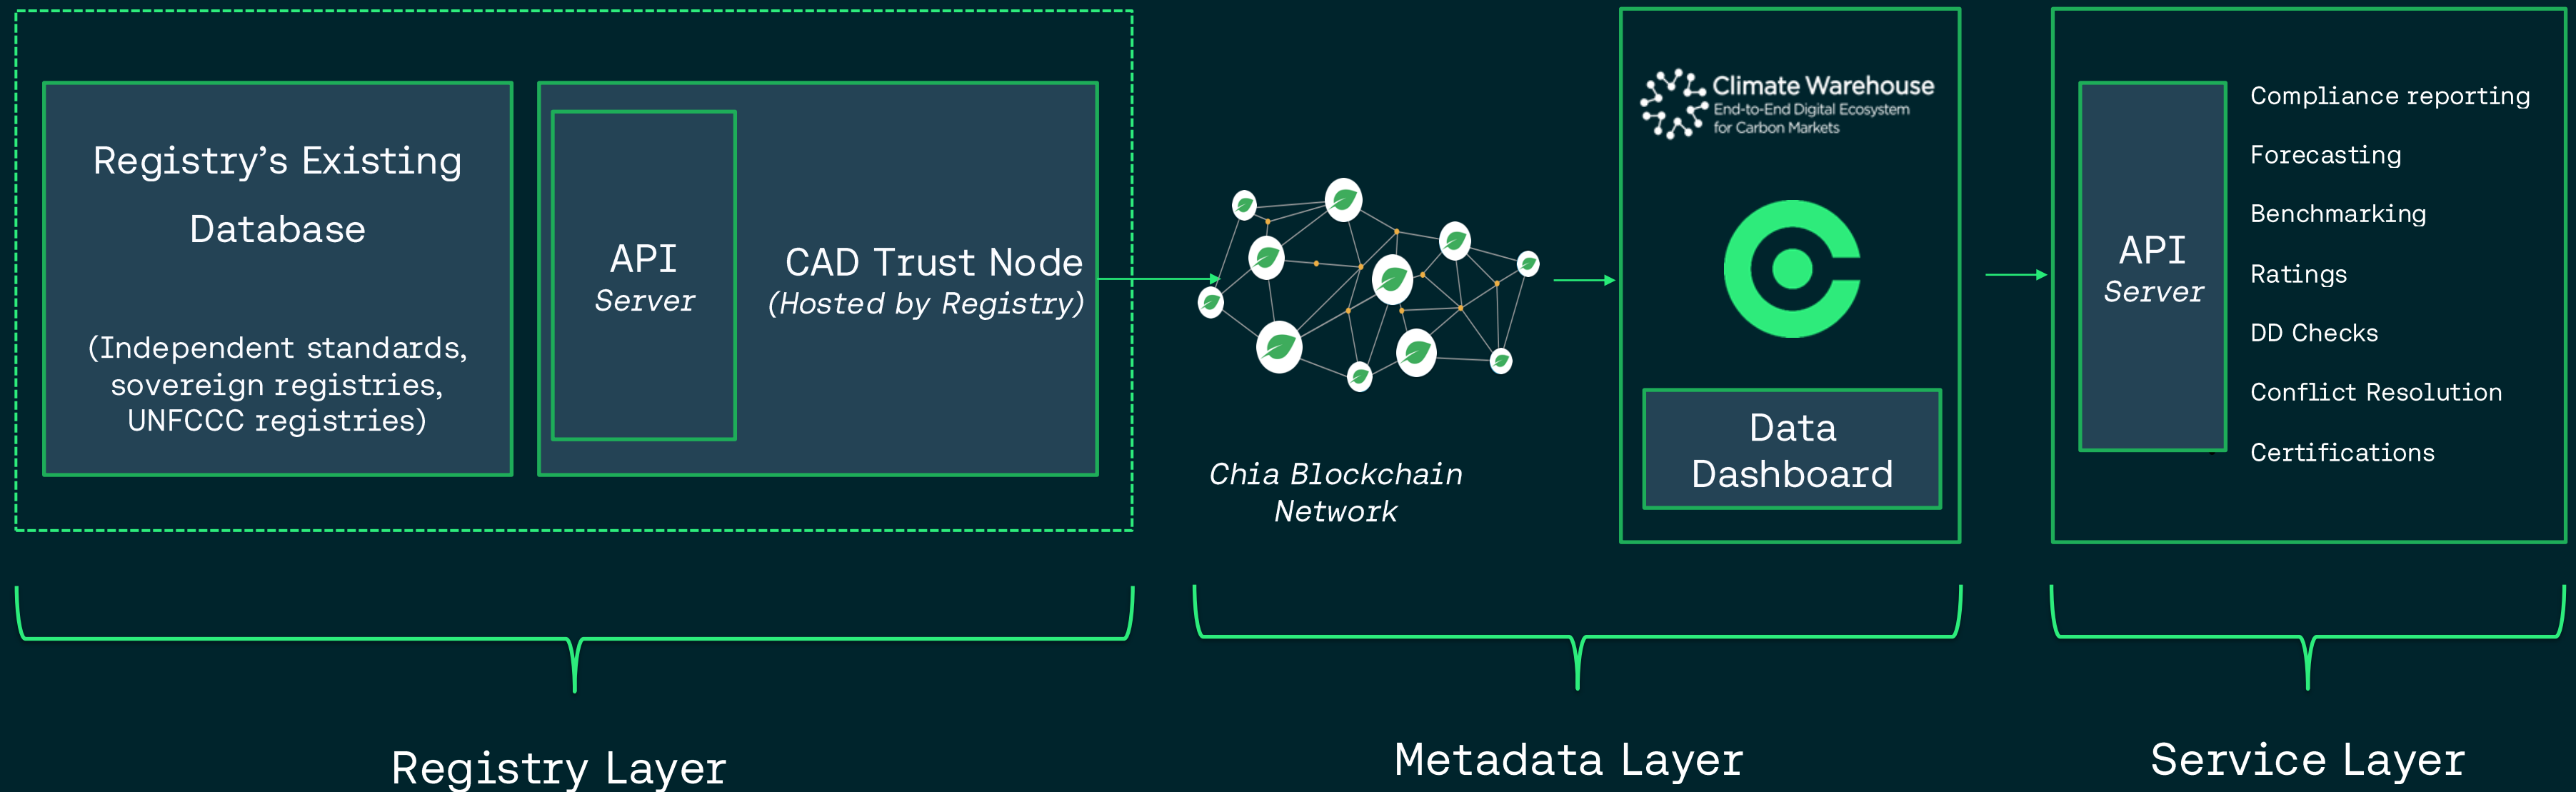 Registry’s Existing
Database
(Independent standards,
sovereign registries,
UNFCCC registries)
API
Server
CAD Trust Node
(Hosted by Registry)
Chia Blockchain
Network
Climate Warehouse
End-to-End Digital Ecosystem
for Carbon Markets
Data
Dashboard
API
Server
Compliance reporting
Forecasting
Benchmarking
Ratings
DD Checks
Conflict Resolution
Certifications
Registry Layer
Metadata Layer
Service Layer